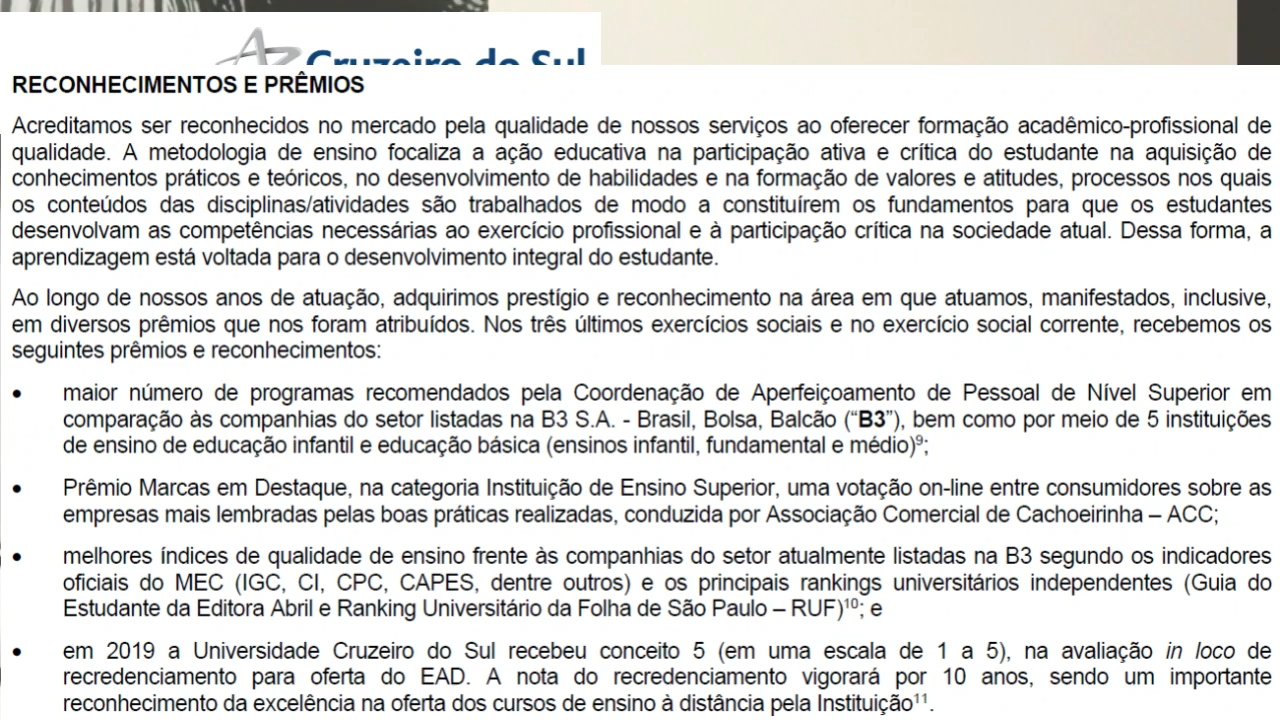 Cruzeiro do Sul
RECONHECIMENTOS E PRÊMIOS
Acreditamos ser reconhecidos no mercado pela qualidade de nossos serviços ao oferecer formação acadêmico-profissional de
qualidade. A metodologia de ensino focaliza a ação educativa na participação ativa e crítica do estudante na aquisição de
conhecimentos práticos e teóricos, no desenvolvimento de habilidades e na formação de valores e atitudes, processos nos quais
os conteúdos das disciplinas/atividades são trabalhados de modo a constituírem os fundamentos para que os estudantes
desenvolvam as competências necessárias ao exercício profissional e à participação crítica na sociedade atual. Dessa forma, a
aprendizagem está voltada para o desenvolvimento integral do estudante.
Ao longo de nossos anos de atuação, adquirimos prestígio e reconhecimento na área em que atuamos, manifestados, inclusive,
em diversos prêmios que nos foram atribuídos. Nos três últimos exercícios sociais e no exercício social corrente, recebemos os
seguintes prêmios e reconhecimentos:
• maior número de programas recomendados pela Coordenação de Aperfeiçoamento de Pessoal de Nível Superior em
comparação às companhias do setor listadas na B3 S.A. - Brasil, Bolsa, Balcão (“B3”), bem como por meio de 5 instituições
de ensino de educação infantil e educação básica (ensinos infantil, fundamental e médio)⁹;
• Prêmio Marcas em Destaque, na categoria Instituição de Ensino Superior, uma votação on-line entre consumidores sobre as
empresas mais lembradas pelas boas práticas realizadas, conduzida por Associação Comercial de Cachoeirinha – ACC;
• melhores índices de qualidade de ensino frente às companhias do setor atualmente listadas na B3 segundo os indicadores
oficiais do MEC (IGC, CI, CPC, CAPES, dentre outros) e os principais rankings universitários independentes (Guia do
Estudante da Editora Abril e Ranking Universitário da Folha de São Paulo – RUF)¹⁰; e
• em 2019 a Universidade Cruzeiro do Sul recebeu conceito 5 (em uma escala de 1 a 5), na avaliação in loco de
recredenciamento para oferta do EAD. A nota do recredenciamento vigorará por 10 anos, sendo um importante
reconhecimento da excelência na oferta dos cursos de ensino à distância pela Instituição¹¹.